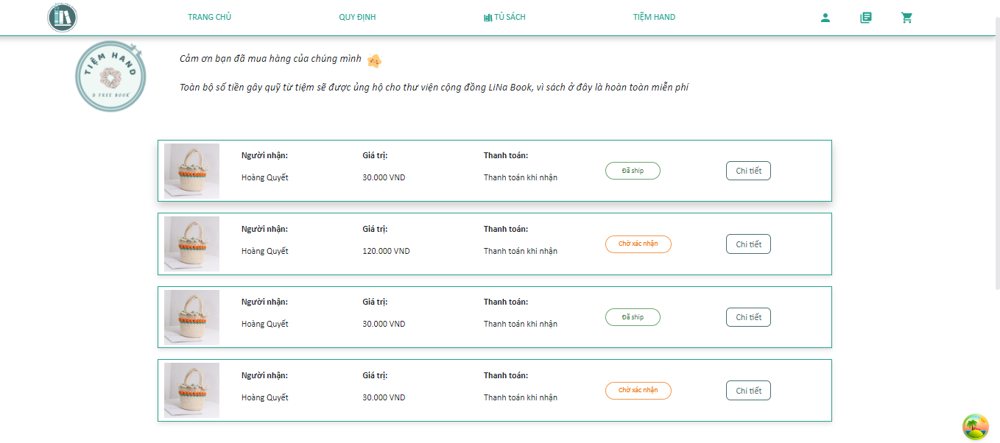 TRANG CHỦ
QUY ĐỊNH
TỦ SÁCH
TIỆM HAND
TIỆM HAND
D FREE BOOK
Cảm ơn bạn đã mua hàng của chúng mình
Toàn bộ số tiền gây quỹ từ tiệm sẽ được ủng hộ cho thư viện cộng đồng LiNa Book, vì sách ở đây là hoàn toàn miễn phí
Người nhận: Giá trị: Thanh toán:
Hoàng Quyết 30.000 VND Thanh toán khi nhận
Đã ship
Chi tiết
Người nhận: Giá trị: Thanh toán:
Hoàng Quyết 120.000 VND Thanh toán khi nhận
Chờ xác nhận
Chi tiết
Người nhận: Giá trị: Thanh toán:
Hoàng Quyết 30.000 VND Thanh toán khi nhận
Đã ship
Chi tiết
Người nhận: Giá trị: Thanh toán:
Hoàng Quyết 30.000 VND Thanh toán khi nhận
Chờ xác nhận
Chi tiết